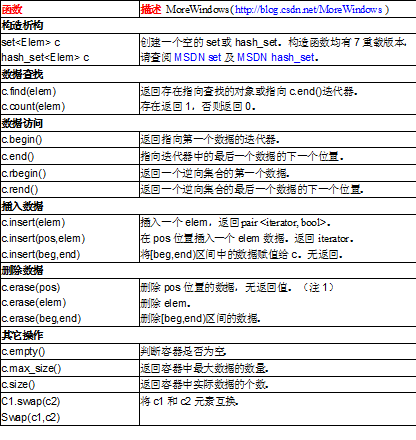 函数 描述 MoreWindows( http://blog.csdn.net/MoreWindows )
构造析构
set<Elem> c 创建一个空的set或 hash_set。构造函数均有 7 重载版本,
hash_set<Elem> c 请查阅 MSDN set 及 MSDN hash_set。
数据查找
c.find(elem) 返回存在指向查找的对象或指向 c.end()迭代器。
c.count(elem) 存在返回 1，否则返回 0。
数据访问
c.begin() 返回指向第一个数据的迭代器。
c.end() 指向迭代器中的最后一个数据的下一个位置。
c.rbegin() 返回一个逆向集合的第一个数据。
c.rend() 返回一个逆向集合的最后一个数据的下一个位置。
插入数据
c.insert(elem) 插入一个 elem，返回pair <iterator, bool>。
c.insert(pos,elem) 在 pos 位置插入一个 elem 数据。返回 iterator。
c.insert(beg,end) 将[beg,end)区间中的数据赋值给 c。无返回。
删除数据
c.erase(pos) 删除 pos 位置的数据，无返回值。（注 1）
c.erase(elem) 删除 elem。
c.erase(beg,end) 删除[beg,end)区间的数据。
其它操作
c.empty() 判断容器是否为空.
c.max_size() 返回容器中最大数据的数量。
c.size() 返回容器中实际数据的个数。
C1.swap(c2) 将 c1 和 c2 元素互换。
Swap(c1,c2)